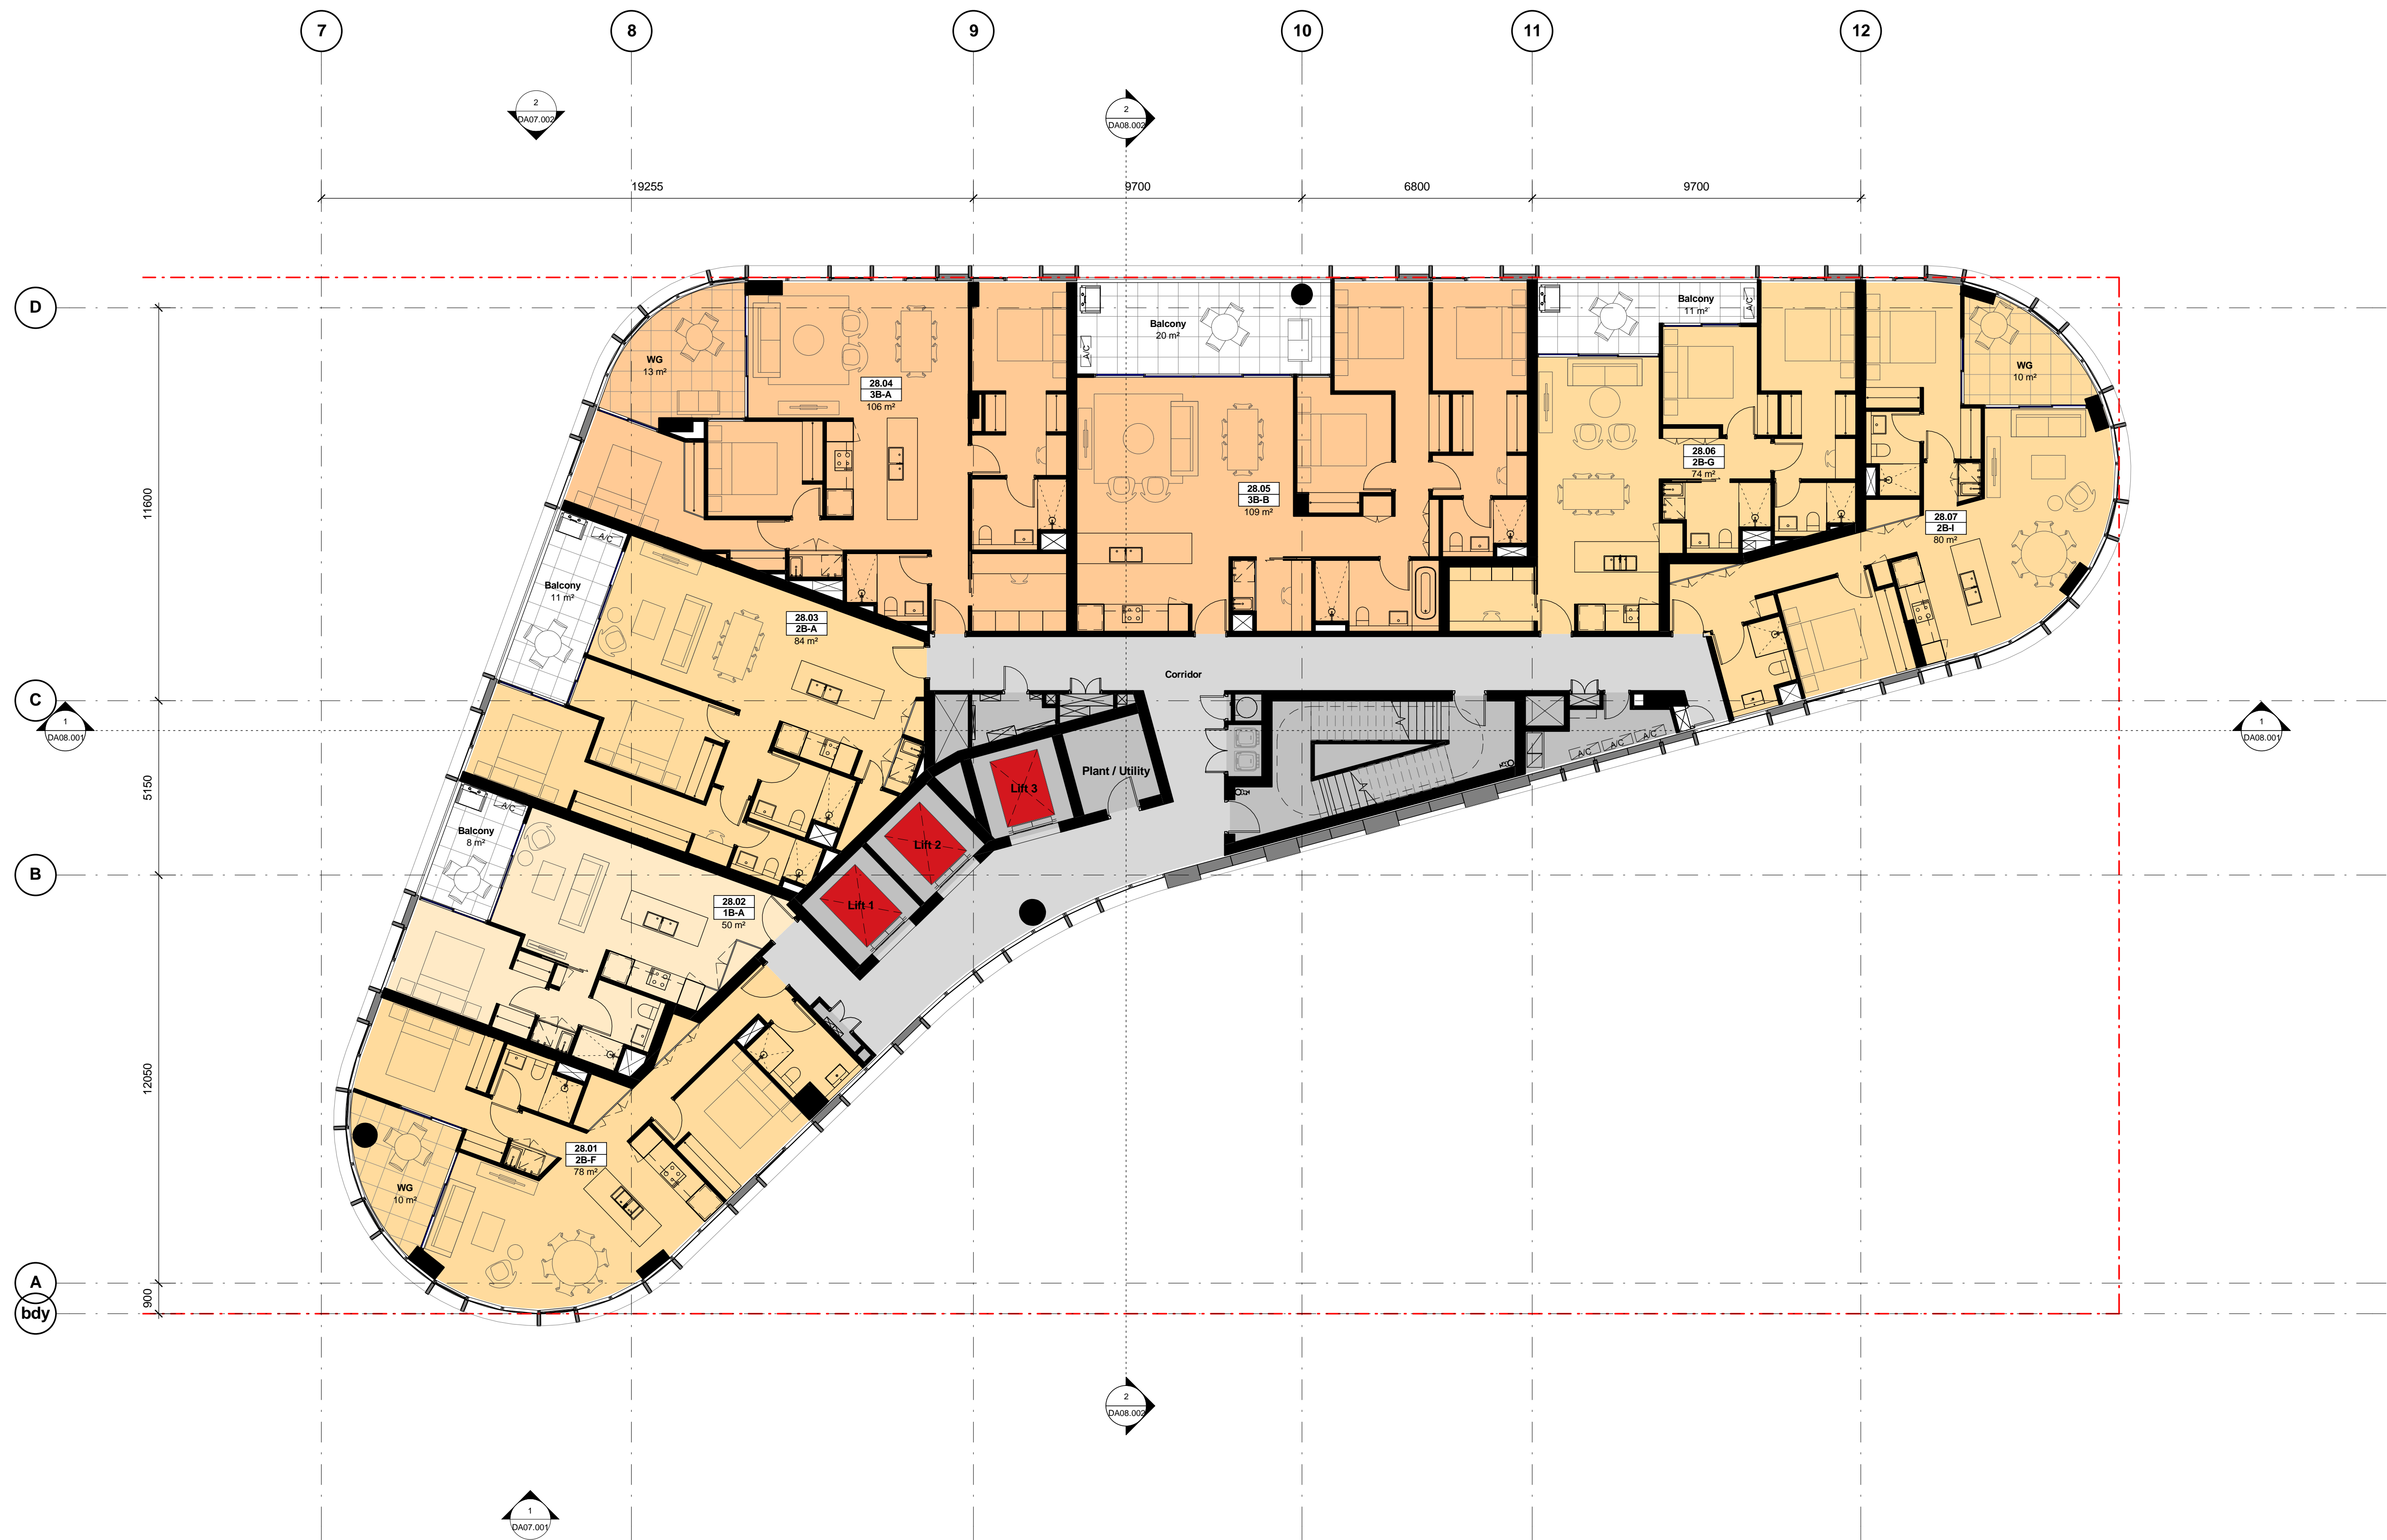 7
8
9
10
11
12
2
DA07.002
2
DA08.002
19255
9700
6800
9700
D
C
B
A
bdy
11600
5150
12050
900
WG
13 m²
28.04
3B-A
106 m²
Balcony
20 m²
A/C
28.05
3B-B
109 m²
Balcony
11 m²
A/C
28.06
2B-G
74 m²
WG
10 m²
28.07
2B-I
80 m²
A/C
Balcony
11 m²
28.03
2B-A
84 m²
Corridor
1
DA08.001
1
DA08.001
Plant / Utility
A/C
A/C
A/C
Lift 3
Lift 2
Lift 1
A/C
Balcony
8 m²
28.02
1B-A
50 m²
28.01
2B-F
78 m²
WG
10 m²
2
DA08.002
1
DA07.001